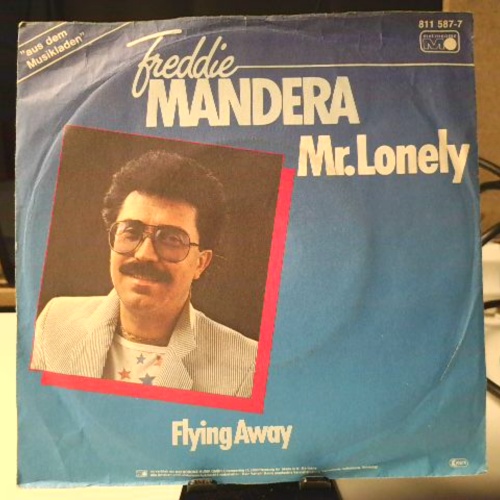 "aus dem
Musikladen"
811 587-7
Freddie
MANDERA
Mr. Lonely
Flying Away